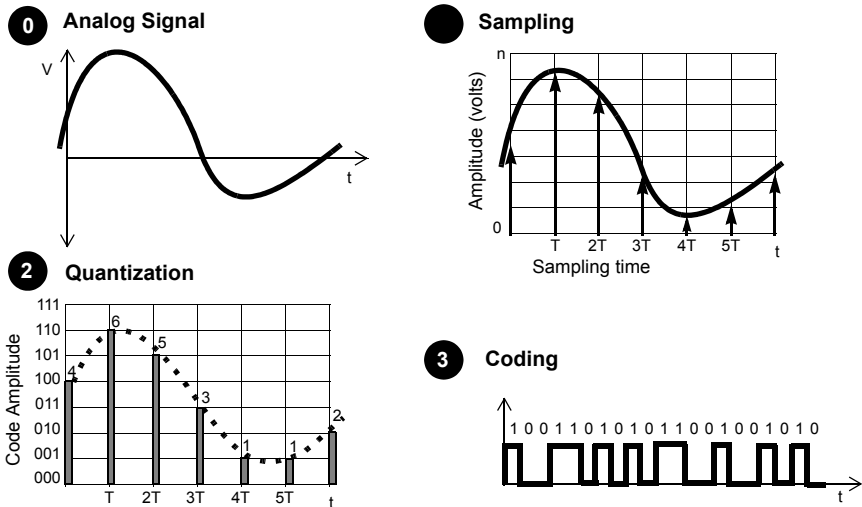 0 Analog Signal
V
t
Sampling
n
Amplitude (volts)
0
T 2T 3T 4T 5T t
Sampling time
2 Quantization
111
110
101
100
011
010
001
000
Code Amplitude
4 6 5 3 1 1 2
T 2T 3T 4T 5T t
3 Coding
1 0 0 1 1 0 1 0 1 0 1 1 0 0 1 0 0 1 0 1 0
t